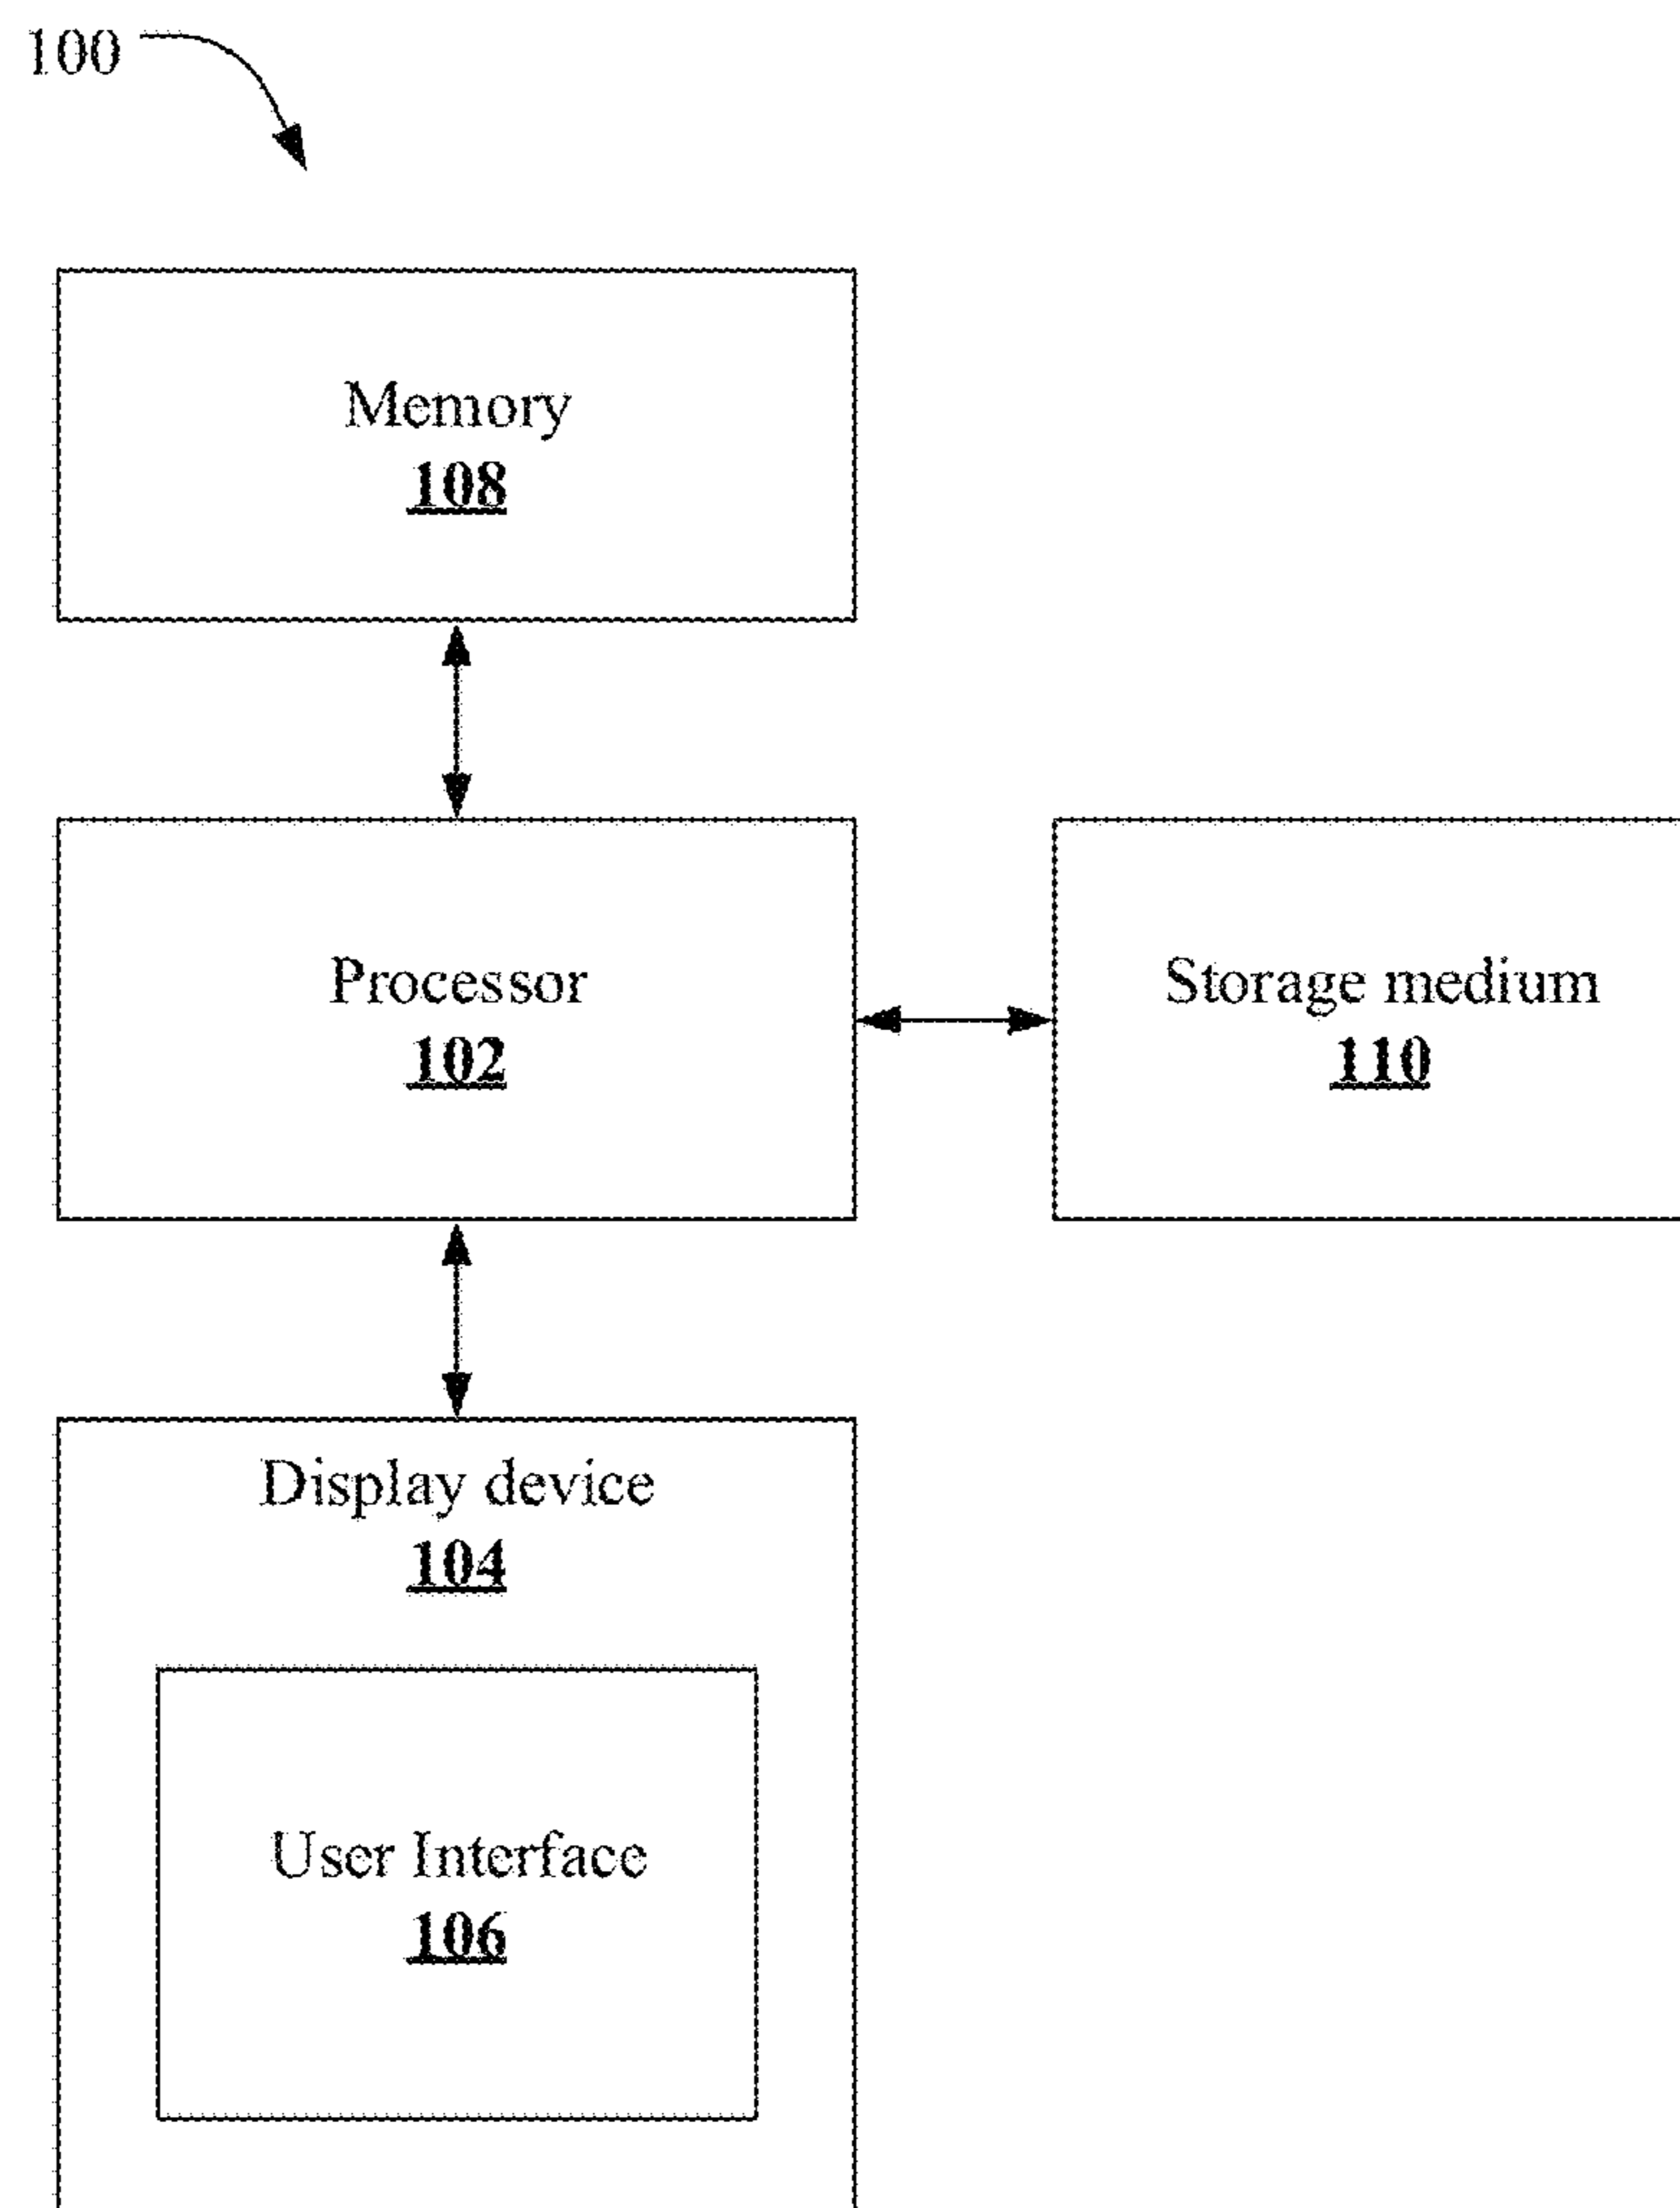 100
Memory
108
Processor
102
Storage medium
110
Display device
104
User Interface
106